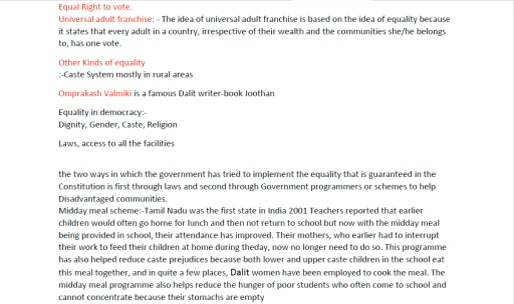 Equal Right to vote.
Universal adult franchise: - The idea of universal adult franchise is based on the idea of equality because
it states that every adult in a country, irrespective of their wealth and the communities she/he belongs
to, has one vote.
Other Kinds of equality
:-Caste System mostly in rural areas
Omprakash Valmiki is a famous Dalit writer-book Joothan
Equality in democracy:-
Dignity, Gender, Caste, Religion
Laws, access to all the facilities
the two ways in which the government has tried to implement the equality that is guaranteed in the
Constitution is first through laws and second through Government programmers or schemes to help
Disadvantaged communities.
Midday meal scheme:-Tamil Nadu was the first state in India 2001 Teachers reported that earlier
children would often go home for lunch and then not return to school but now with the midday meal
being provided in school, their attendance has improved. Their mothers, who earlier had to interrupt
their work to feed their children at home during theday, now no longer need to do so. This programme
has also helped reduce caste prejudices because both lower and upper caste children in the school eat
this meal together, and in quite a few places, Dalit women have been employed to cook the meal. The
midday meal programme also helps reduce the hunger of poor students who often come to school and
cannot concentrate because their stomachs are empty